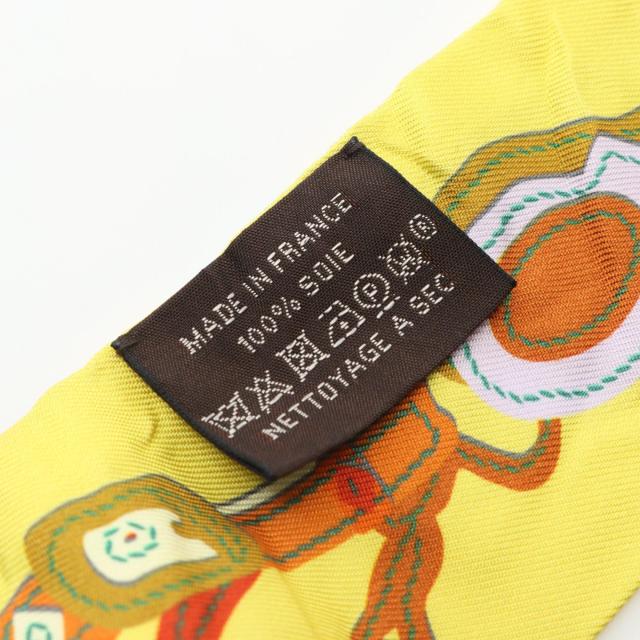 MADE IN FRANCE
100% SOIE
®
NETTOYAGE A SEC